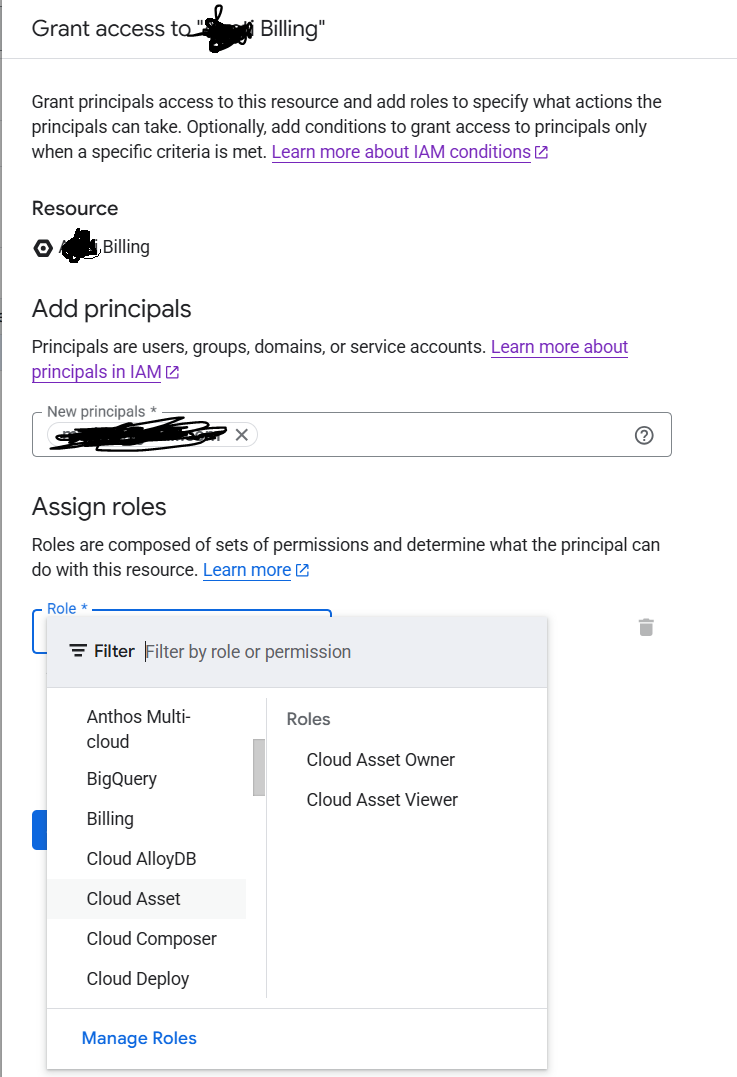 Grant access to " Billing"
Grant principals access to this resource and add roles to specify what actions the
principals can take. Optionally, add conditions to grant access to principals only
when a specific criteria is met. Learn more about IAM conditions
Resource
Billing
Add principals
Principals are users, groups, domains, or service accounts. Learn more about
principals in IAM
New principals *
Assign roles
Roles are composed of sets of permissions and determine what the principal can
do with this resource. Learn more
Role *
Filter Filter by role or permission
Anthos Multi-
cloud
BigQuery
Billing
Cloud AlloyDB
Cloud Asset
Cloud Composer
Cloud Deploy
Roles
Cloud Asset Owner
Cloud Asset Viewer
Manage Roles